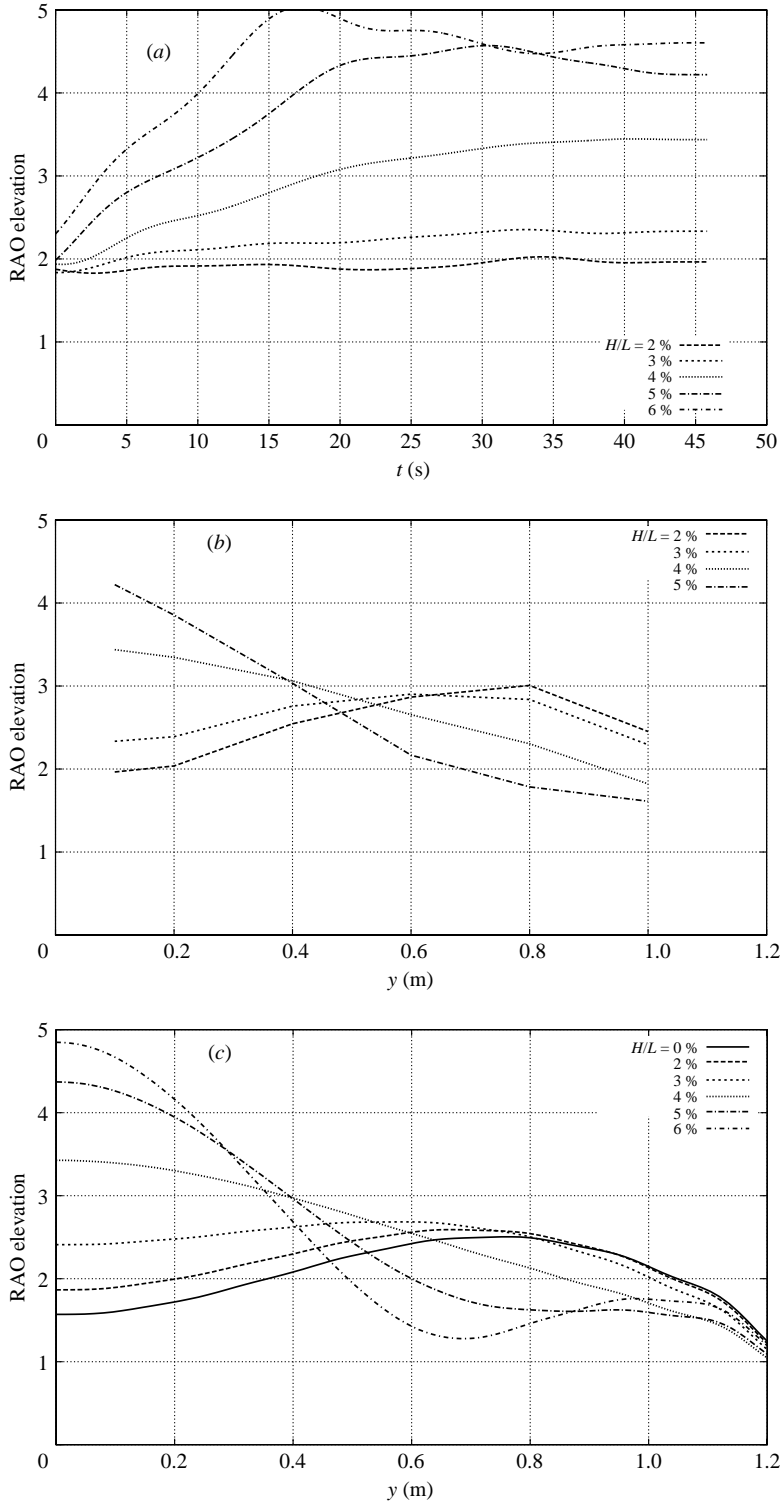 5
(a)
4
RAO elevation
3
2
1
H/L = 2 %
3 %
4 %
5 %
6 %
0 5 10 15 20 25 30 35 40 45 50
t (s)
5
(b)
H/L = 2 %
3 %
4 %
5 %
4
RAO elevation
3
2
1
0 0.2 0.4 0.6 0.8 1.0 1.2
y (m)
5
(c)
H/L = 0 %
2 %
3 %
4 %
5 %
6 %
4
RAO elevation
3
2
1
0 0.2 0.4 0.6 0.8 1.0 1.2
y (m)